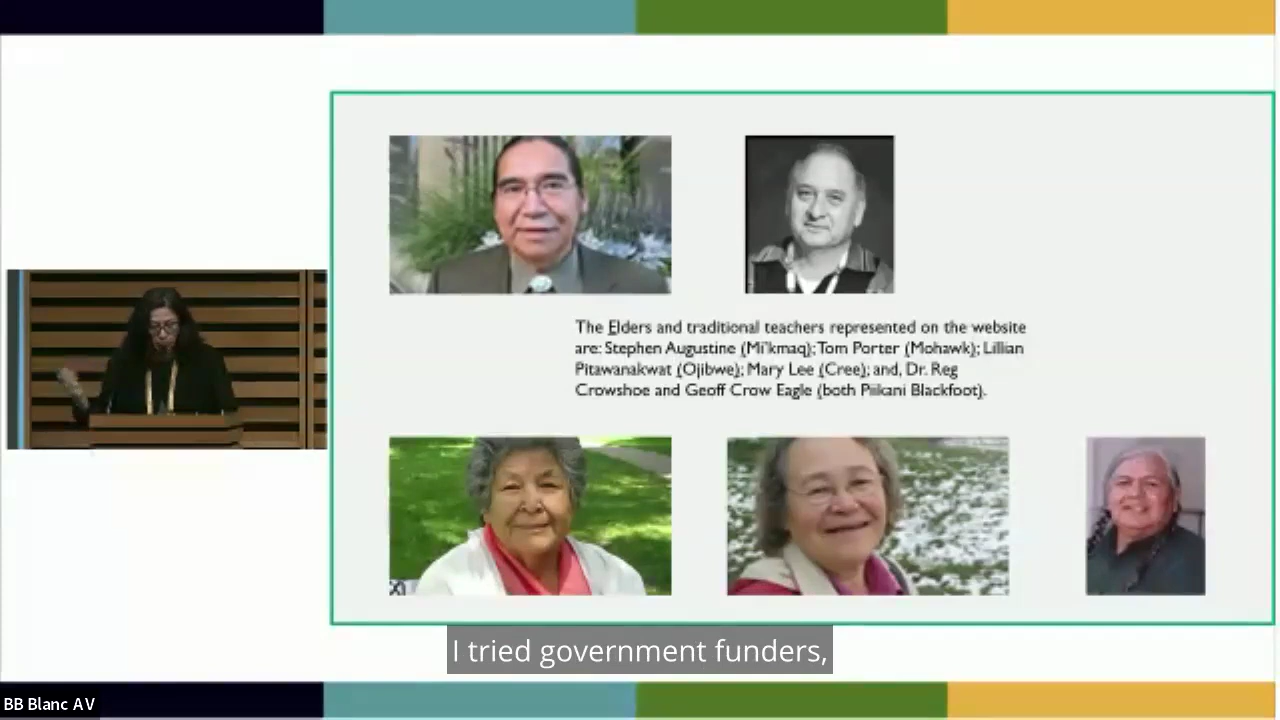 The Elders and traditional teachers represented on the website
are: Stephen Augustine (Mi'kmaq); Tom Porter (Mohawk); Lillian
Pitawanakwat (Ojibwe); Mary Lee (Cree); and, Dr. Reg
Crowshoe and Geoff Crow Eagle (both Piikani Blackfoot).
I tried government funders,
BB Blanc AV